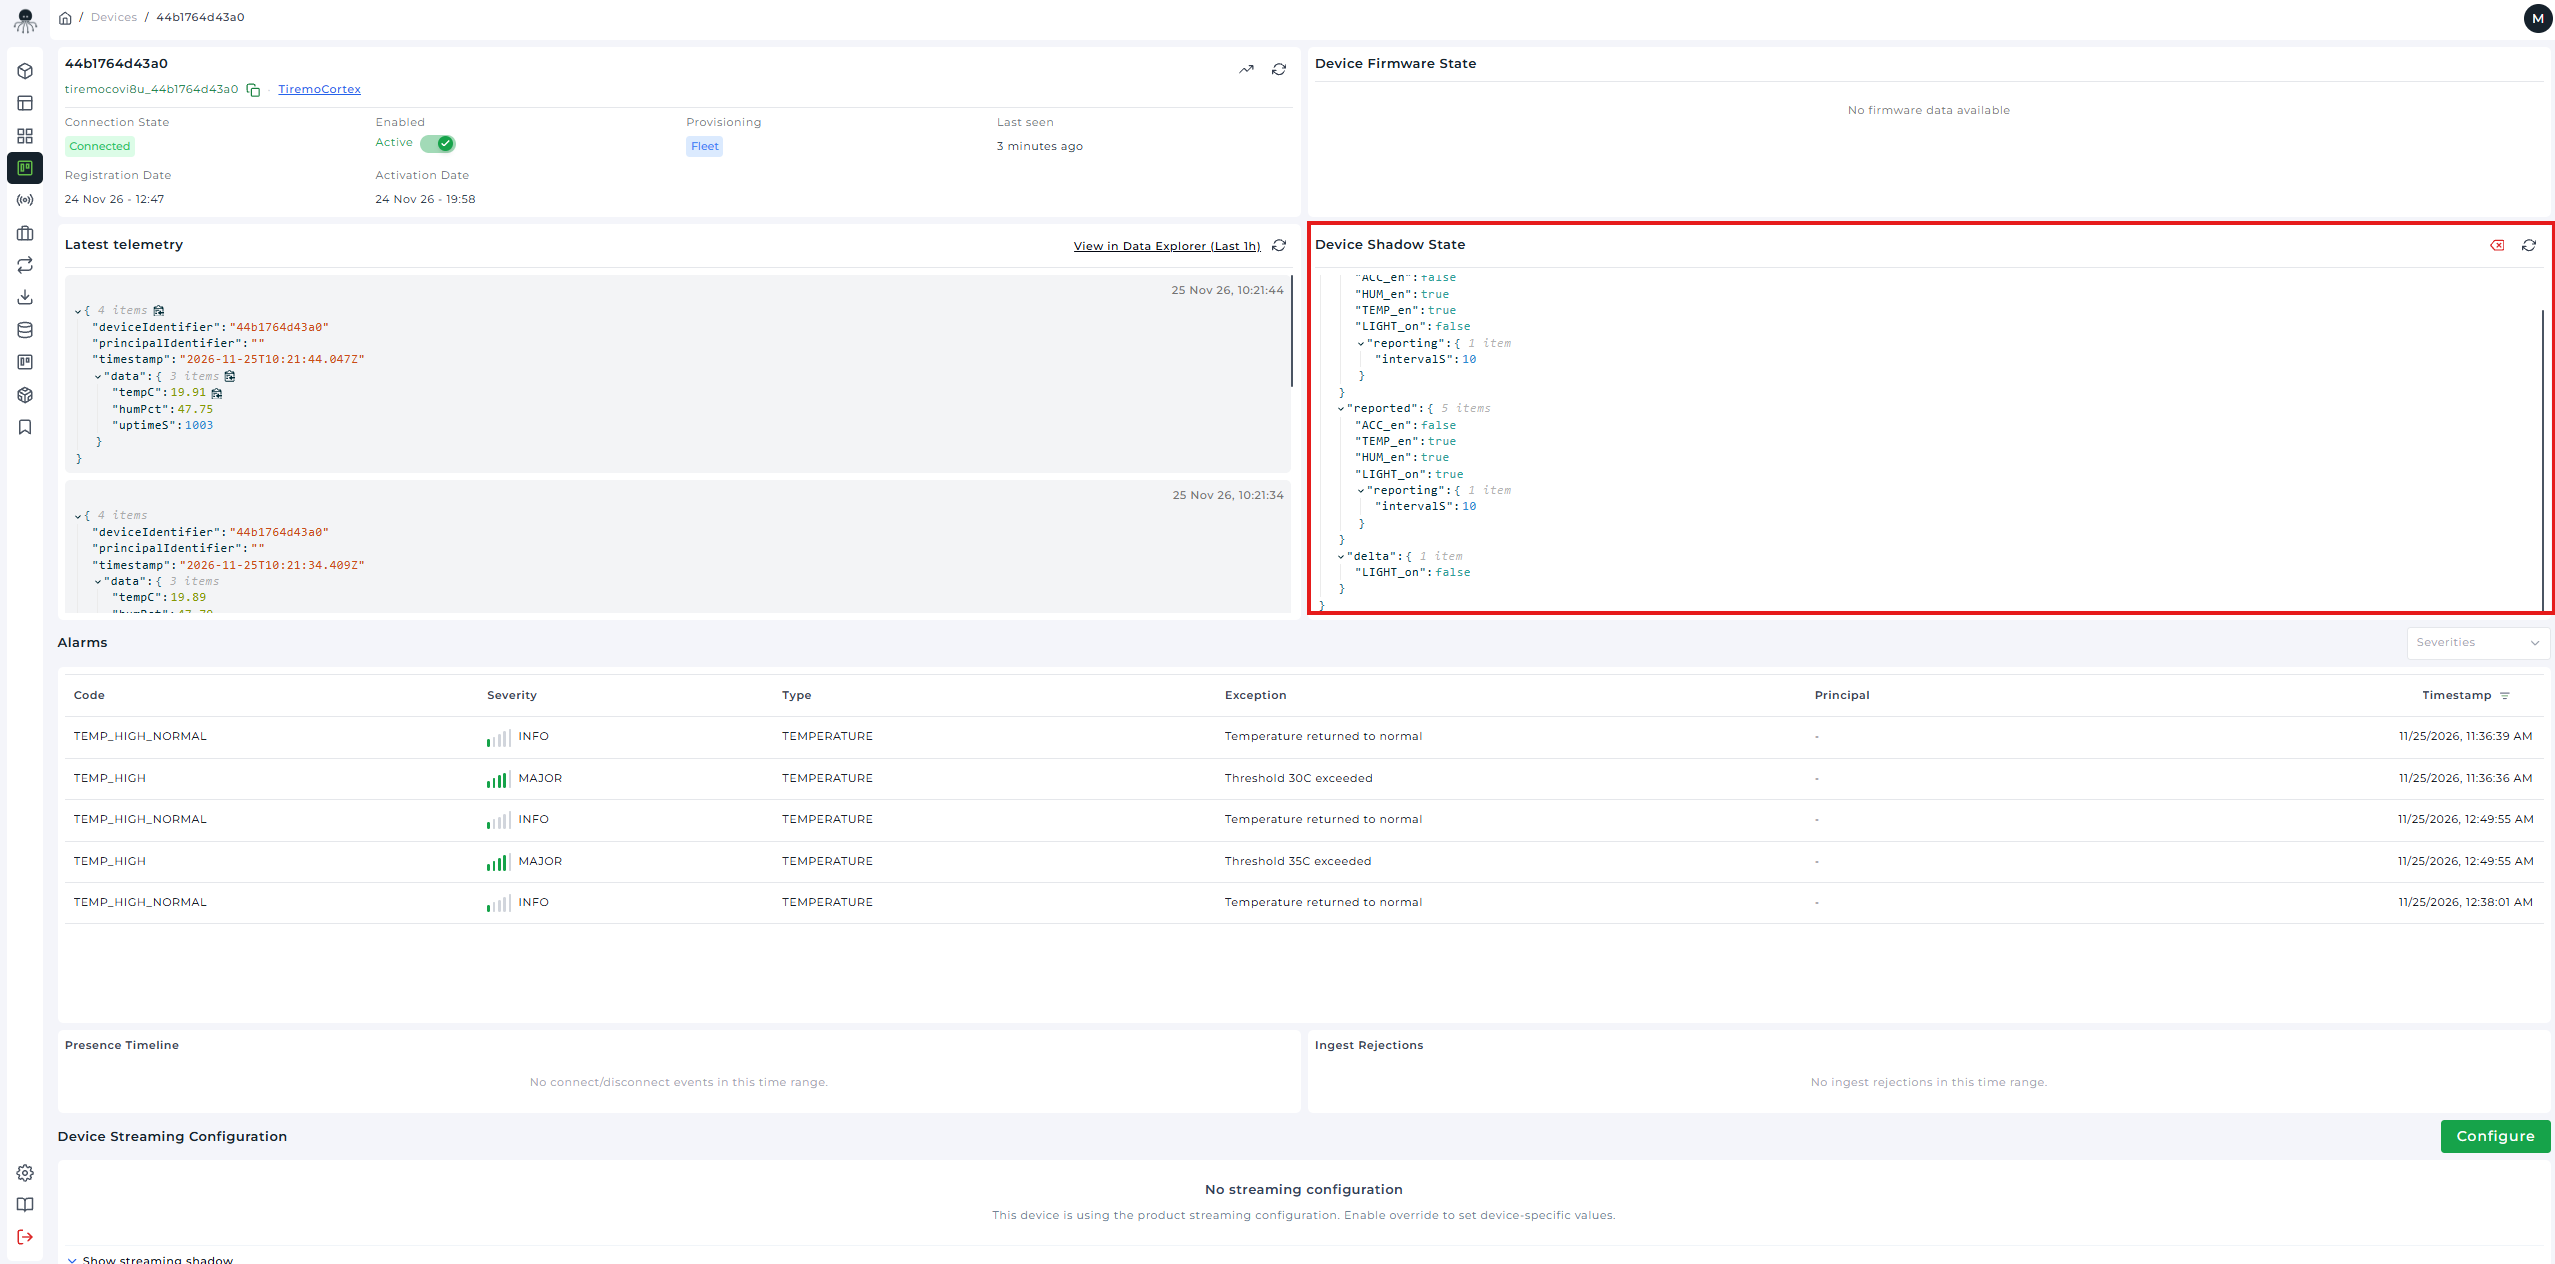 / Devices / 44b1764d43a0
M
44b1764d43a0
tiremocovi8u_44b1764d43a0 · TiremoCortex
Connection State
Enabled
Provisioning
Last seen
Connected
Active
Fleet
3 minutes ago
Registration Date
Activation Date
24 Nov 26 - 12:47
24 Nov 26 - 19:58
Device Firmware State
No firmware data available
Latest telemetry
View in Data Explorer (Last 1h)
25 Nov 26, 10:21:44
{ 4 items
"deviceIdentifier":"44b1764d43a0"
"principalIdentifier":""
"timestamp":"2026-11-25T10:21:44.047Z"
"data":{ 3 items
"tempC":19.91
"humPct":47.75
"uptimeS":1003
}
}
25 Nov 26, 10:21:34
{ 4 items
"deviceIdentifier":"44b1764d43a0"
"principalIdentifier":""
"timestamp":"2026-11-25T10:21:34.409Z"
"data":{ 3 items
"tempC":19.89
Device Shadow State
"ACC_en":false
"HUM_en":true
"TEMP_en":true
"LIGHT_on":false
"reporting":{ 1 item
"intervalS":10
}
}
"reported":{ 5 items
"ACC_en":false
"TEMP_en":true
"HUM_en":true
"LIGHT_on":true
"reporting":{ 1 item
"intervalS":10
}
}
"delta":{ 1 item
"LIGHT_on":false
}
}
Alarms
Severities
Code Severity Type Exception Principal Timestamp
TEMP_HIGH_NORMAL INFO TEMPERATURE Temperature returned to normal - 11/25/2026, 11:36:39 AM
TEMP_HIGH MAJOR TEMPERATURE Threshold 30C exceeded - 11/25/2026, 11:36:36 AM
TEMP_HIGH_NORMAL INFO TEMPERATURE Temperature returned to normal - 11/25/2026, 12:49:55 AM
TEMP_HIGH MAJOR TEMPERATURE Threshold 35C exceeded - 11/25/2026, 12:49:55 AM
TEMP_HIGH_NORMAL INFO TEMPERATURE Temperature returned to normal - 11/25/2026, 12:38:01 AM
Presence Timeline
No connect/disconnect events in this time range.
Ingest Rejections
No ingest rejections in this time range.
Device Streaming Configuration
Configure
No streaming configuration
This device is using the product streaming configuration. Enable override to set device-specific values.
Show streaming shadow